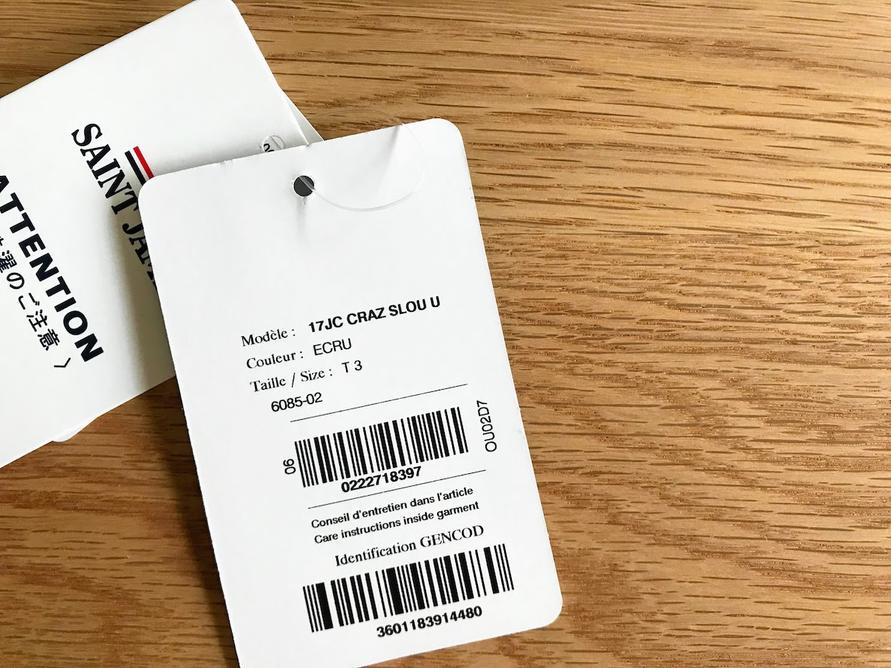 SAINT JA
ATTENTION
濯のご注意 〉
Modèle : 17JC CRAZ SLOU U
Couleur : ECRU
Taille / Size : T 3
6085-02
06
0222718397
OU02D7
Conseil d'entretien dans l'article
Care instructions inside garment
Identification GENCOD
3601183914480